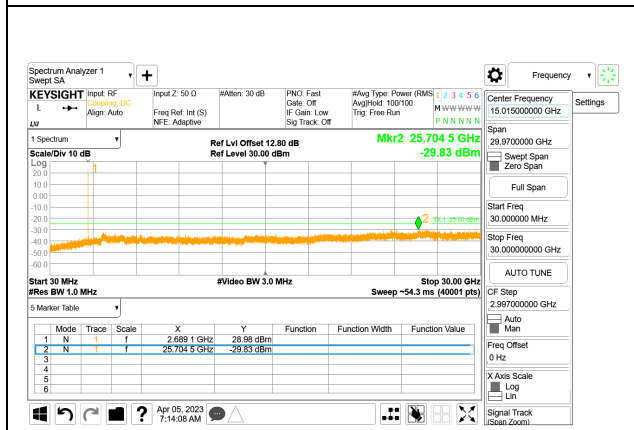 Spectrum Analyzer 1
Swept SA
+
Frequency
KEYSIGHT
Input: RF
Coupling: DC
Align: Auto
Input Z: 50 Ω
Freq Ref: Int (S)
NFE: Adaptive
#Atten: 30 dB
PNO: Fast
Gate: Off
IF Gain: Low
Sig Track: Off
#Avg Type: Power (RMS
Avg|Hold: 100/100
Trig: Free Run
1 2 3 4 5 6
M W W W W W
P N N N N N
L
LXI
1 Spectrum
Scale/Div 10 dB
Ref Lvl Offset 12.80 dB
Ref Level 30.00 dBm
Mkr2 25.704 5 GHz
-29.83 dBm
Log
20.0
10.0
0.00
-10.0
-20.0
-30.0
-40.0
-50.0
-60.0
1
2
DL1 -25.00 dBm
Start 30 MHz
#Res BW 1.0 MHz
#Video BW 3.0 MHz
Stop 30.00 GHz
Sweep ~54.3 ms (40001 pts)
5 Marker Table
Mode Trace Scale X Y Function Function Width Function Value
1 N 1 f 2.689 1 GHz 28.98 dBm
2 N 1 f 25.704 5 GHz -29.83 dBm
3
4
5
6
Apr 05, 2023
7:14:08 AM
?
Center Frequency
15.015000000 GHz
Settings
Span
29.9700000 GHz
Swept Span
Zero Span
Full Span
Start Freq
30.000000 MHz
Stop Freq
30.000000000 GHz
AUTO TUNE
CF Step
2.997000000 GHz
Auto
Man
Freq Offset
0 Hz
X Axis Scale
Log
Lin
Signal Track
(Span Zoom)